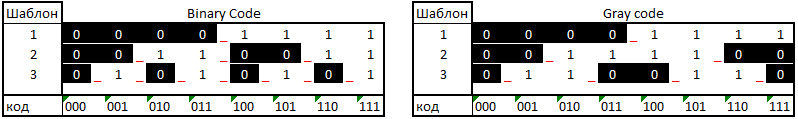 Шаблон Binary Code
1 0 0 0 0 _ 1 1 1 1
2 0 0 _ 1 1 _ 0 0 _ 1 1
3 0 _ 1 _ 0 _ 1 _ 0 _ 1 _ 0 _ 1
код 000 001 010 011 100 101 110 111
Шаблон Gray code
1 0 0 0 0 _ 1 1 1 1
2 0 0 _ 1 1 1 1 _ 0 0
3 0 _ 1 1 _ 0 0 _ 1 1 _ 0
код 000 001 010 011 100 101 110 111